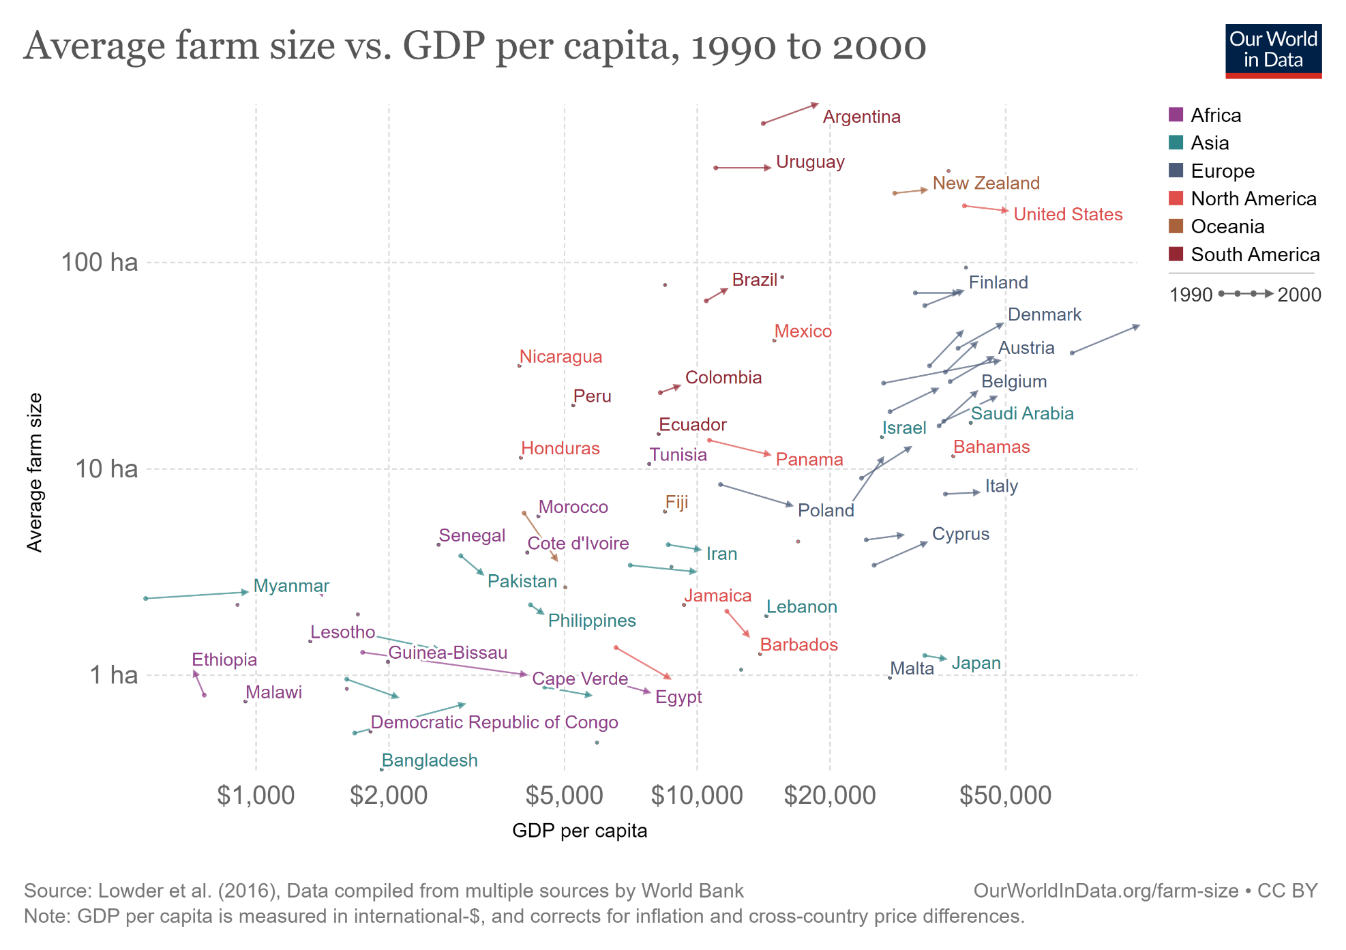 Average farm size vs. GDP per capita, 1990 to 2000
Our World
in Data
Argentina
Uruguay
New Zealand
United States
100 ha
Brazil
Finland
Denmark
Mexico
Austria
Nicaragua
Colombia
Belgium
Peru
Saudi Arabia
Ecuador
Israel
Honduras
Tunisia
Panama
Bahamas
10 ha
Italy
Fiji
Morocco
Poland
Senegal
Cote d'Ivoire
Cyprus
Iran
Pakistan
Myanmar
Jamaica
Lebanon
Philippines
Lesotho
Barbados
Guinea-Bissau
Ethiopia
Japan
Malta
1 ha
Cape Verde
Malawi
Egypt
Democratic Republic of Congo
Bangladesh
Average farm size
$1,000
$2,000
$5,000
$10,000
$20,000
$50,000
GDP per capita
Africa
Asia
Europe
North America
Oceania
South America
1990 2000
Source: Lowder et al. (2016), Data compiled from multiple sources by World Bank
OurWorldInData.org/farm-size • CC BY
Note: GDP per capita is measured in international-$, and corrects for inflation and cross-country price differences.